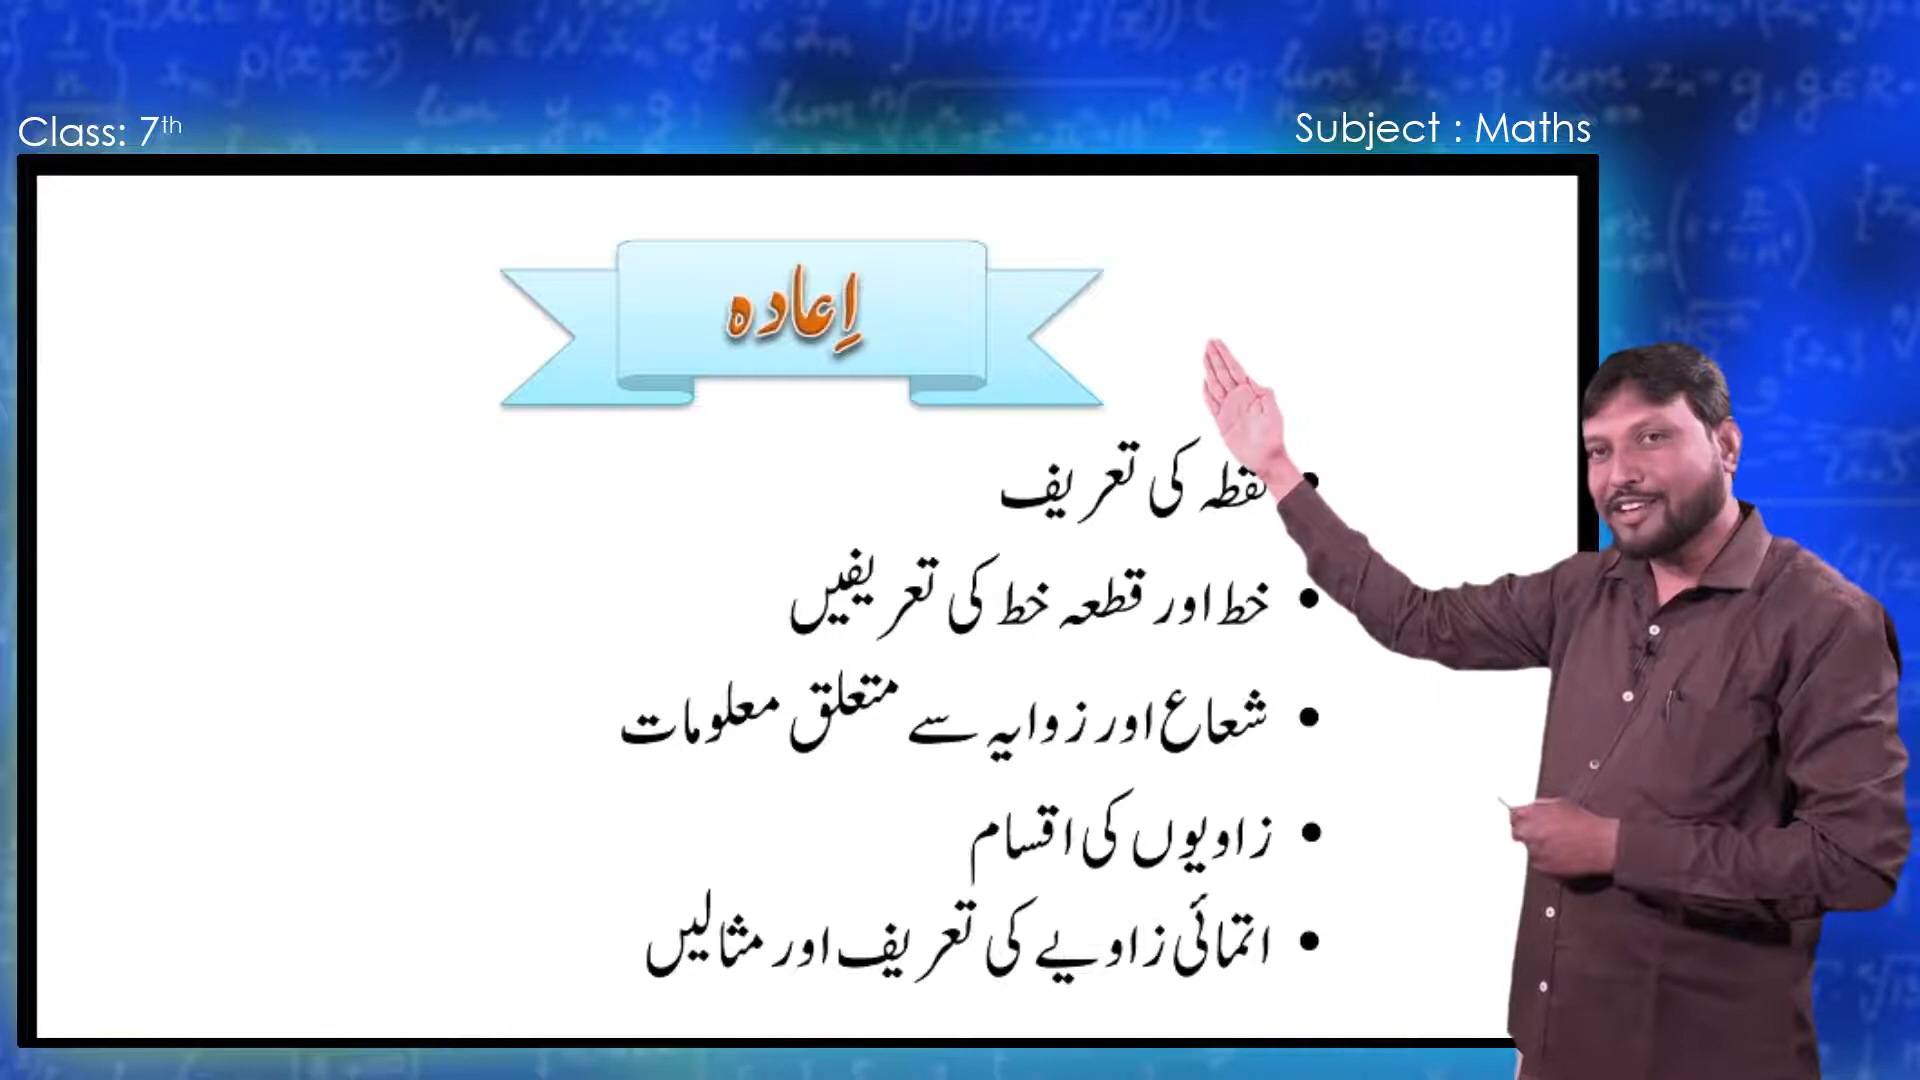 Class: 7th
Subject : Maths
اِعادہ
نقطہ کی تعریف
• خط اور قطعہ خط کی تعریفیں
• شعاع اور زوایہ سے متعلق معلومات
• زاویوں کی اقسام
• اتمائی زاویے کی تعریف اور مثالیں